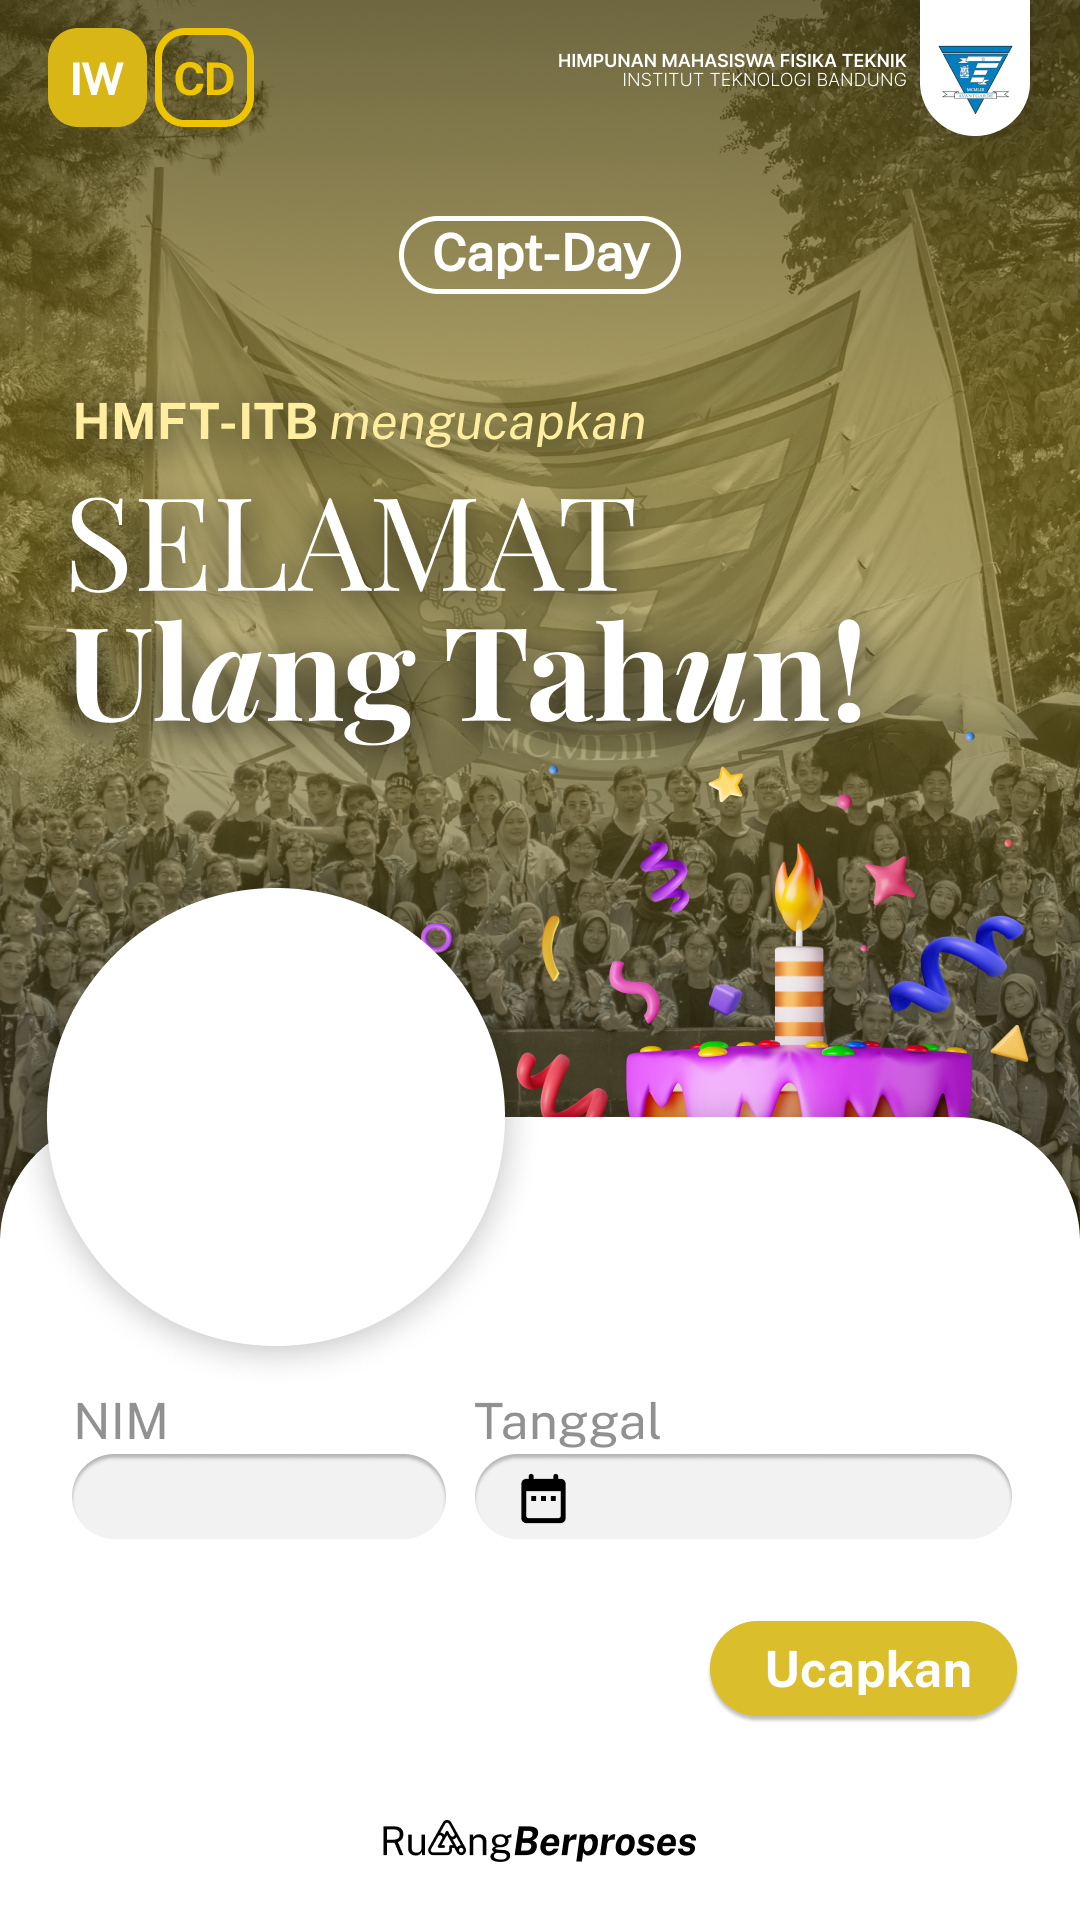 IW
CD
HIMPUNAN MAHASISWA FISIKA TEKNIK
INSTITUT TEKNOLOGI BANDUNG
MCMLIII
Capt-Day
HMFT-ITB mengucapkan
SELAMAT
Ulang Tahun!
MCMLIII
NIM
Tanggal
Ucapkan
RuangBerproses